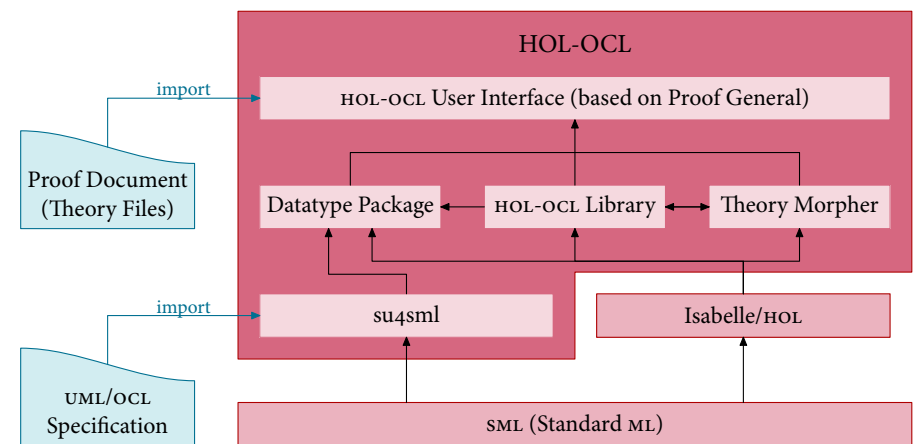 HOL-OCL
import
HOL-OCL User Interface (based on Proof General)
Proof Document
(Theory Files)
Datatype Package
HOL-OCL Library
Theory Morpher
import
su4sml
Isabelle/HOL
UML/OCL
Specification
SML (Standard ML)